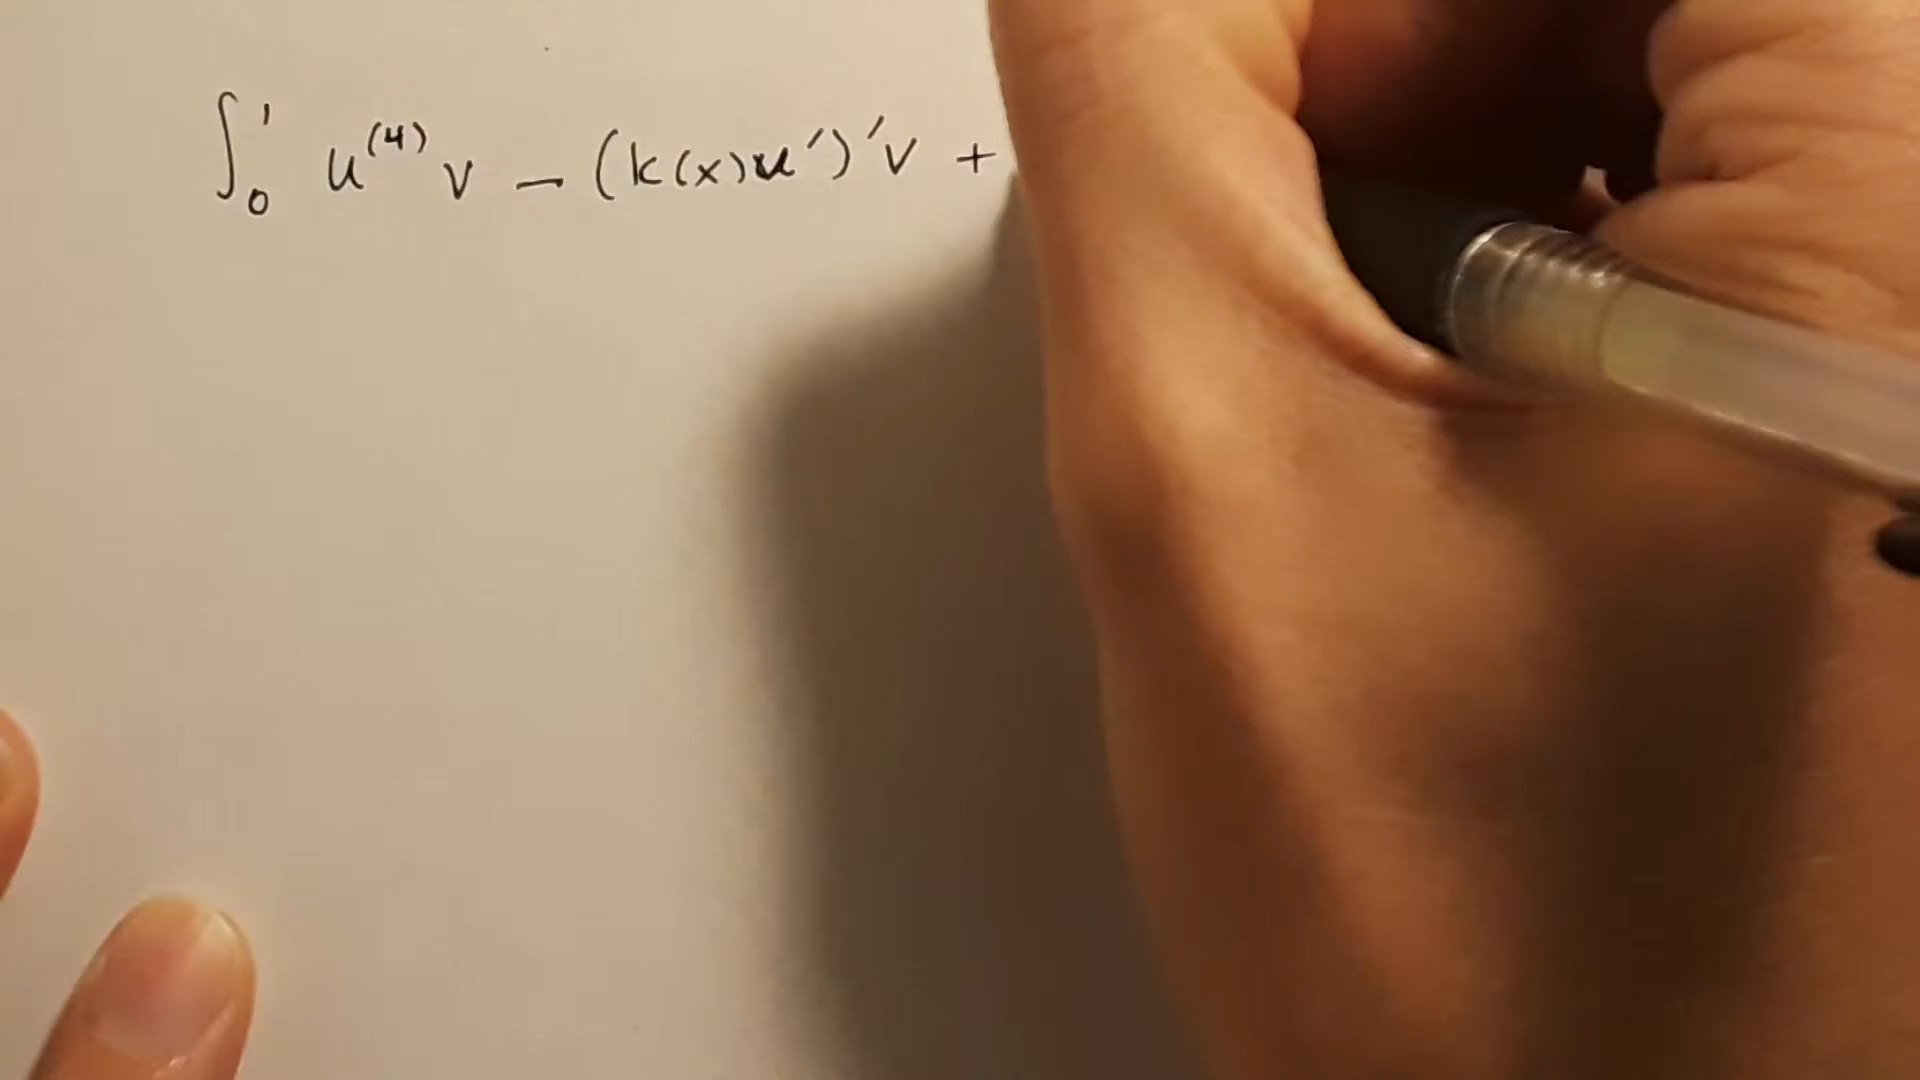 ∫₀¹ u⁽⁴⁾ v − (k(x)u′)′v +